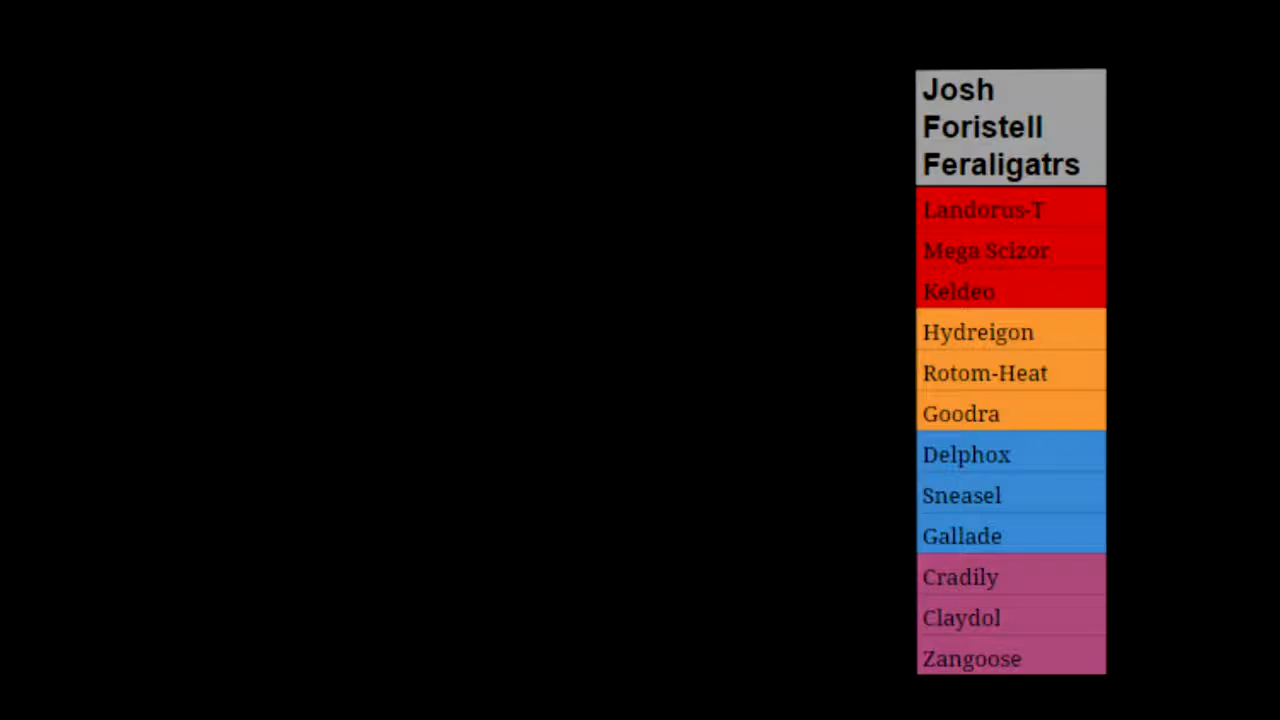 Josh
Foristell
Feraligatrs
Landorus-T
Mega Scizor
Keldeo
Hydreigon
Rotom-Heat
Goodra
Delphox
Sneasel
Gallade
Cradily
Claydol
Zangoose